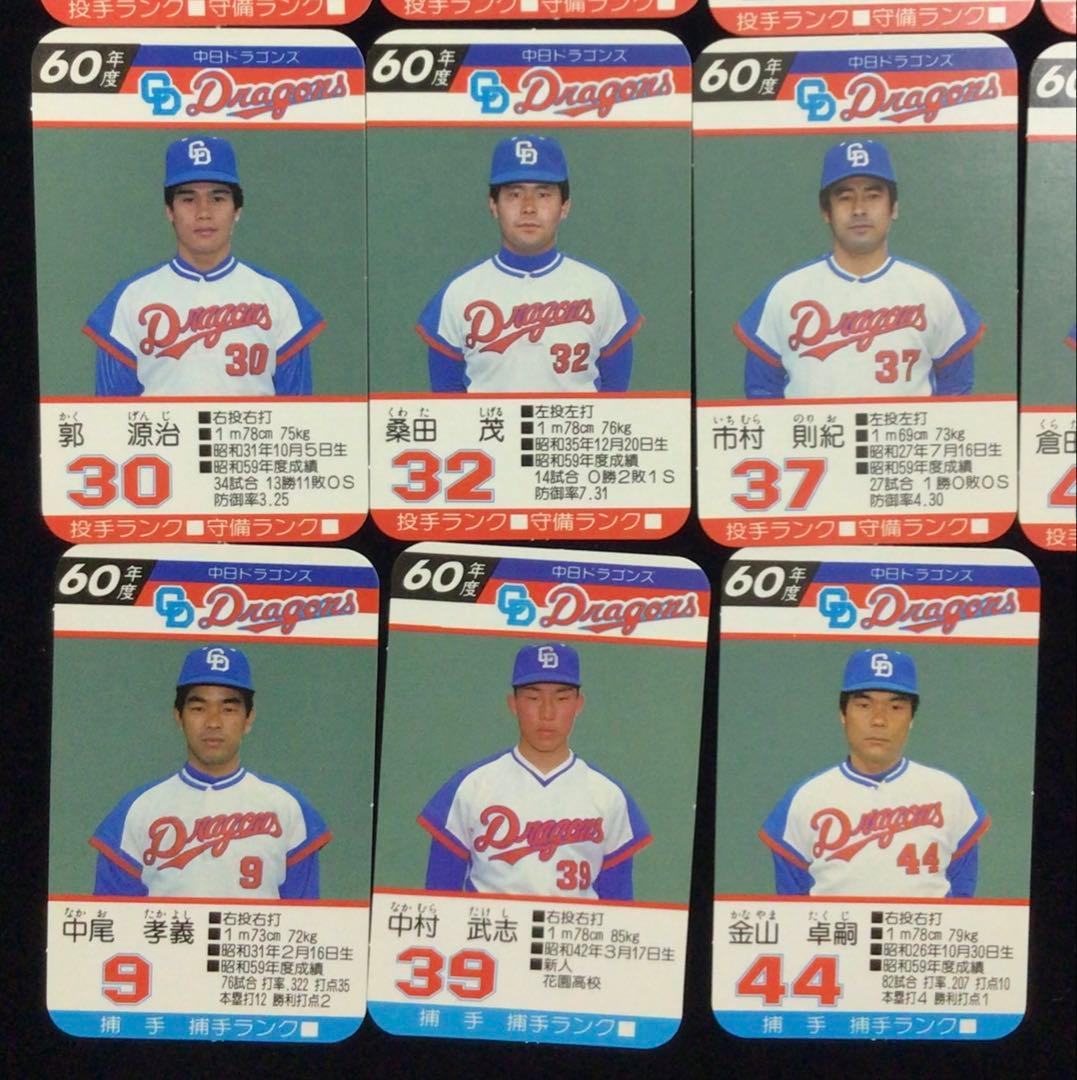 投手ランク■守備ランク■
投手ランク■守備ランク■
投手ランク■守備ランク■
60年度
中日ドラゴンズ
CD Dragons
CD
Dragons
30
かく げんじ
郭 源治
30
■右投右打
■1m78cm 75kg
■昭和31年10月5日生
■昭和59年度成績
34試合 13勝11敗0S
防御率3.25
投手ランク■守備ランク■
60年度
中日ドラゴンズ
CD Dragons
CD
Dragons
32
くわた しげる
桑田 茂
32
■左投左打
■1m78cm 76kg
■昭和35年12月20日生
■昭和59年度成績
14試合 0勝2敗1S
防御率7.31
投手ランク■守備ランク■
60年度
中日ドラゴンズ
CD Dragons
CD
Dragons
37
いちむら のりお
市村 則紀
37
■左投左打
■1m69cm 73kg
■昭和27年7月16日生
■昭和59年度成績
27試合 1勝0敗0S
防御率4.30
投手ランク■守備ランク■
60
倉田
4
投手
60年度
中日ドラゴンズ
CD Dragons
CD
Dragons
9
なかお たかよし
中尾 孝義
9
■右投右打
■1m73cm 72kg
■昭和31年2月16日生
■昭和59年度成績
76試合 打率.322 打点35
本塁打12 勝利打点2
捕手 捕手ランク■
60年度
中日ドラゴンズ
CD Dragons
CD
Dragons
39
なかむら たけし
中村 武志
39
■右投右打
■1m78cm 85kg
■昭和42年3月17日生
■新人
花園高校
捕手 捕手ランク■
60年度
中日ドラゴンズ
CD Dragons
CD
Dragons
44
かなやま たくじ
金山 卓嗣
44
■右投右打
■1m78cm 79kg
■昭和26年10月30日生
■昭和59年度成績
82試合 打率.207 打点10
本塁打4 勝利打点1
捕手 捕手ランク■